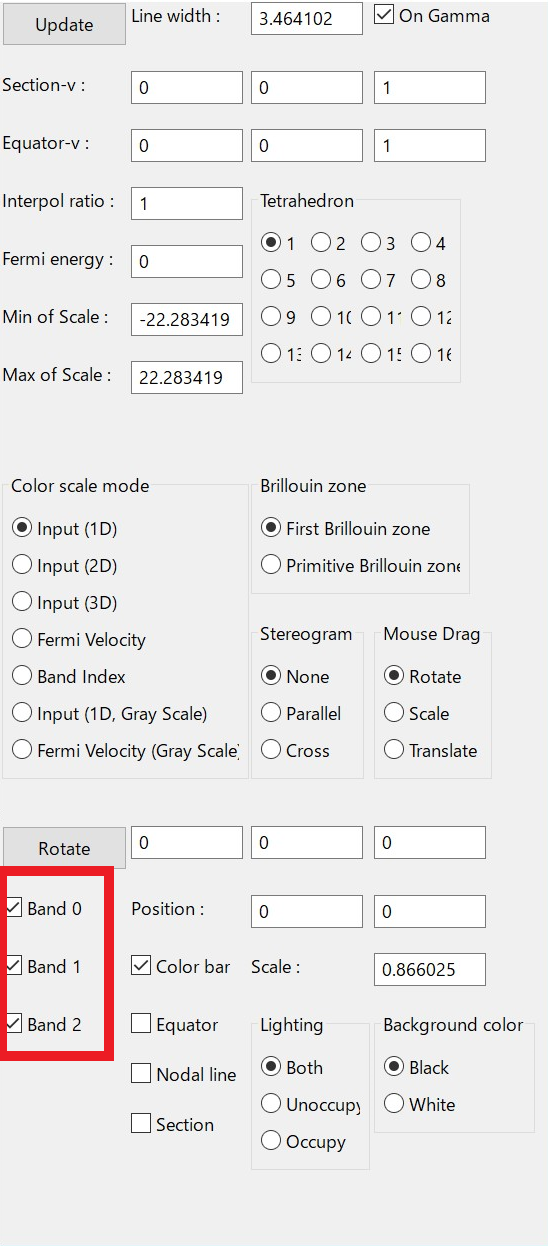 Update Line width : 3.464102 On Gamma
Section-v : 0 0 1
Equator-v : 0 0 1
Interpol ratio : 1 Tetrahedron
1 2 3 4
Fermi energy : 0
5 6 7 8
Min of Scale : -22.283419
9 10 11 12
13 14 15 16
Max of Scale : 22.283419
Color scale mode Brillouin zone
Input (1D) First Brillouin zone
Input (2D) Primitive Brillouin zone
Input (3D)
Fermi Velocity Stereogram Mouse Drag
Band Index None Rotate
Input (1D, Gray Scale) Parallel Scale
Fermi Velocity (Gray Scale) Cross Translate
Rotate 0 0 0
Band 0 Position : 0 0
Band 1 Color bar Scale : 0.866025
Band 2 Equator Lighting Background color
Nodal line Both Black
Unoccupy White
Section Occupy